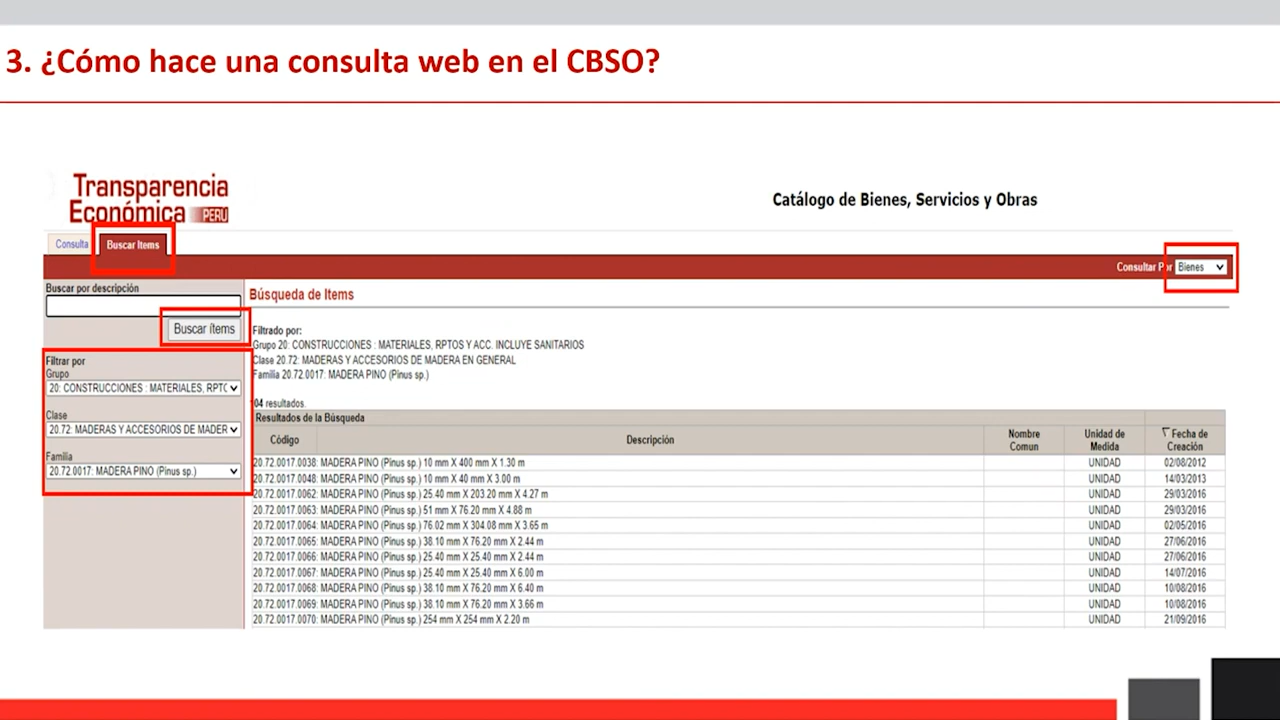 3. ¿Cómo hace una consulta web en el CBSO?
Transparencia
Económica PERU
Catálogo de Bienes, Servicios y Obras
Consulta
Buscar Items
Consultar Por Bienes
Buscar por descripción
Buscar ítems
Filtrar por
Grupo
20: CONSTRUCCIONES : MATERIALES, RPTC
Clase
20.72: MADERAS Y ACCESORIOS DE MADER
Familia
20.72.0017: MADERA PINO (Pinus sp.)
Búsqueda de Items
Filtrado por:
Grupo 20: CONSTRUCCIONES : MATERIALES, RPTOS Y ACC. INCLUYE SANITARIOS
Clase 20.72: MADERAS Y ACCESORIOS DE MADERA EN GENERAL
Familia 20.72.0017: MADERA PINO (Pinus sp.)
04 resultados.
Resultados de la Búsqueda
Código Descripción Nombre Comun Unidad de Medida Fecha de Creación
20.72.0017.0038: MADERA PINO (Pinus sp.) 10 mm X 400 mm X 1.30 m UNIDAD 02/08/2012
20.72.0017.0048: MADERA PINO (Pinus sp.) 10 mm X 40 mm X 3.00 m UNIDAD 14/03/2013
20.72.0017.0062: MADERA PINO (Pinus sp.) 25.40 mm X 203.20 mm X 4.27 m UNIDAD 29/03/2016
20.72.0017.0063: MADERA PINO (Pinus sp.) 51 mm X 76.20 mm X 4.88 m UNIDAD 29/03/2016
20.72.0017.0064: MADERA PINO (Pinus sp.) 76.02 mm X 304.08 mm X 3.65 m UNIDAD 02/05/2016
20.72.0017.0065: MADERA PINO (Pinus sp.) 38.10 mm X 76.20 mm X 2.44 m UNIDAD 27/06/2016
20.72.0017.0066: MADERA PINO (Pinus sp.) 25.40 mm X 25.40 mm X 2.44 m UNIDAD 27/06/2016
20.72.0017.0067: MADERA PINO (Pinus sp.) 25.40 mm X 25.40 mm X 6.00 m UNIDAD 14/07/2016
20.72.0017.0068: MADERA PINO (Pinus sp.) 38.10 mm X 76.20 mm X 6.40 m UNIDAD 10/08/2016
20.72.0017.0069: MADERA PINO (Pinus sp.) 38.10 mm X 76.20 mm X 3.66 m UNIDAD 10/08/2016
20.72.0017.0070: MADERA PINO (Pinus sp.) 254 mm X 254 mm X 2.20 m UNIDAD 21/09/2016